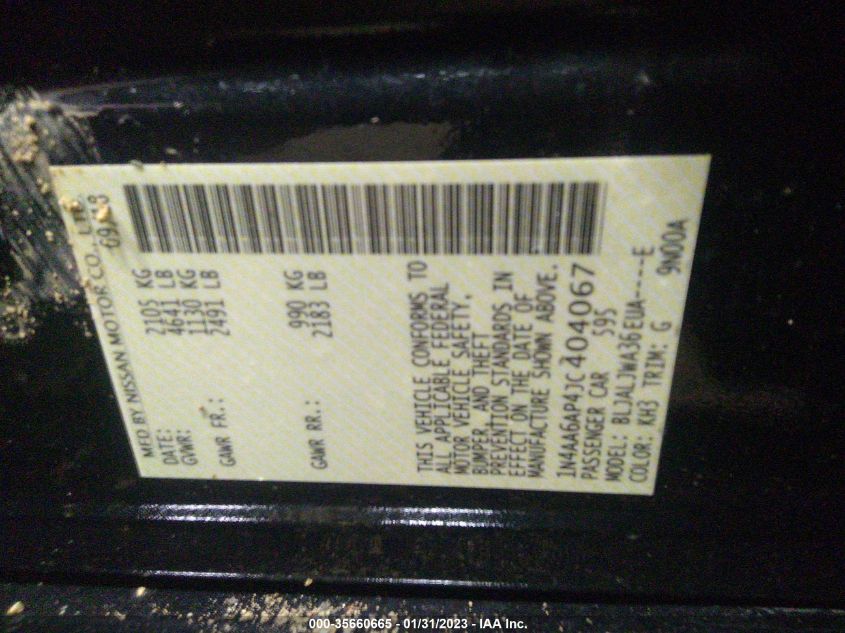 MFD BY NISSAN MOTOR CO., LTD
DATE: 09/18
GVWR: 2105 KG
4641 LB
GAWR FR.: 1130 KG
2491 LB
GAWR RR.: 990 KG
2183 LB
THIS VEHICLE CONFORMS TO
ALL APPLICABLE FEDERAL
MOTOR VEHICLE SAFETY,
BUMPER, AND THEFT
PREVENTION STANDARDS IN
EFFECT ON THE DATE OF
MANUFACTURE SHOWN ABOVE.
1N4AA6AP4JC404067
PASSENGER CAR 595
MODEL: BLJALJWA36EUA----E
COLOR: KH3 TRIM: G 9N00A
000-35660665 - 01/31/2023 - IAA Inc.